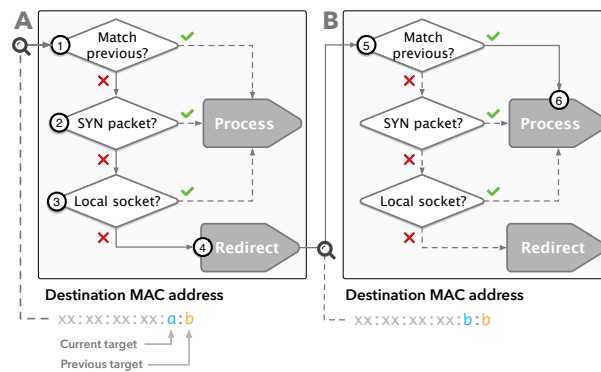 A
1
Match
previous?
2
SYN packet?
Process
3
Local socket?
4
Redirect
Destination MAC address
xx:xx:xx:xx:a:b
Current target
Previous target
B
5
Match
previous?
6
SYN packet?
Process
Local socket?
Redirect
Destination MAC address
xx:xx:xx:xx:b:b